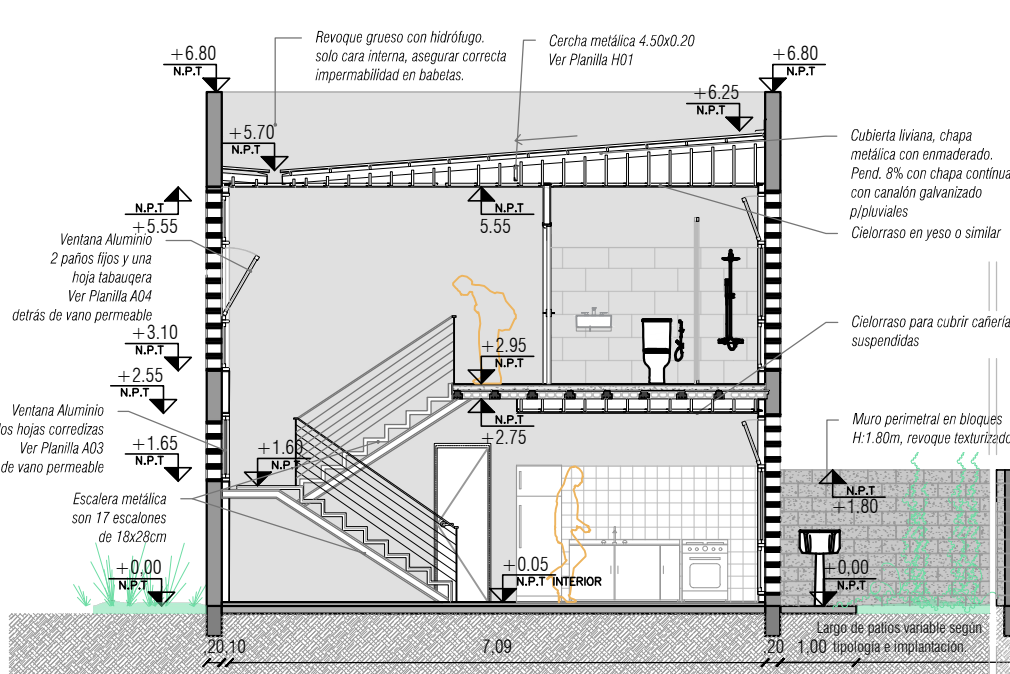 Revoque grueso con hidrófugo.
solo cara interna, asegurar correcta
impermabilidad en babetas.
Cercha metálica 4.50x0.20
Ver Planilla H01
+6.80
N.P.T
+6.80
N.P.T
+6.25
N.P.T
+5.70
N.P.T
Cubierta liviana, chapa
metálica con enmaderado.
Pend. 8% con chapa contínua
con canalón galvanizado
p/pluviales
Cielorraso en yeso o similar
N.P.T
+5.55
N.P.T
5.55
Ventana Aluminio
2 paños fijos y una
hoja tabauqera
Ver Planilla A04
detrás de vano permeable
Cielorraso para cubrir cañería
suspendidas
+3.10
N.P.T
+2.95
N.P.T
+2.55
N.P.T
N.P.T
+2.75
Ventana Aluminio
los hojas corredizas
Ver Planilla A03
de vano permeable
+1.65
N.P.T
+1.60
N.P.T
Muro perimetral en bloques
H:1.80m, revoque texturizado
N.P.T
+1.80
Escalera metálica
son 17 escalones
de 18x28cm
+0,00
N.P.T
+0.05
N.P.T INTERIOR
+0,00
N.P.T
Largo de patios variable según
tipología e implantación.
,20 ,10 7,09 ,20 1,00